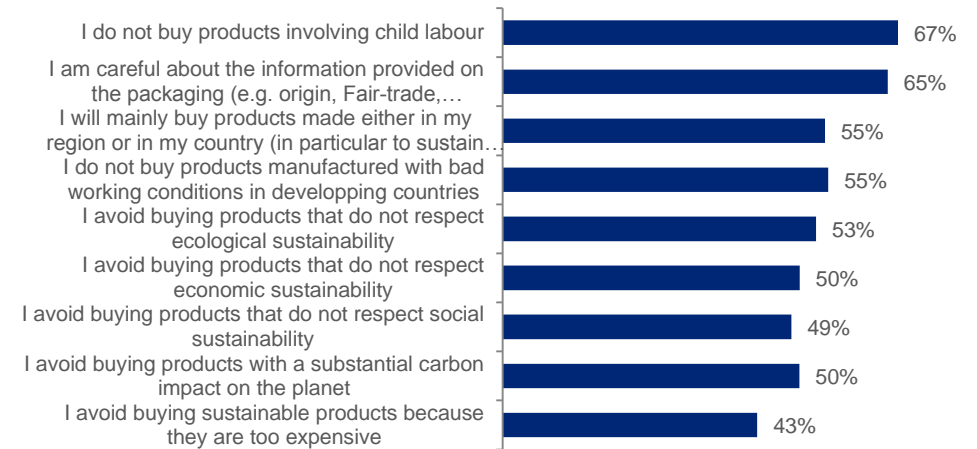 I do not buy products involving child labour
67%
I am careful about the information provided on
the packaging (e.g. origin, Fair-trade,…
65%
I will mainly buy products made either in my
region or in my country (in particular to sustain…
55%
I do not buy products manufactured with bad
working conditions in developping countries
55%
I avoid buying products that do not respect
ecological sustainability
53%
I avoid buying products that do not respect
economic sustainability
50%
I avoid buying products that do not respect social
sustainability
49%
I avoid buying products with a substantial carbon
impact on the planet
50%
I avoid buying sustainable products because
they are too expensive
43%